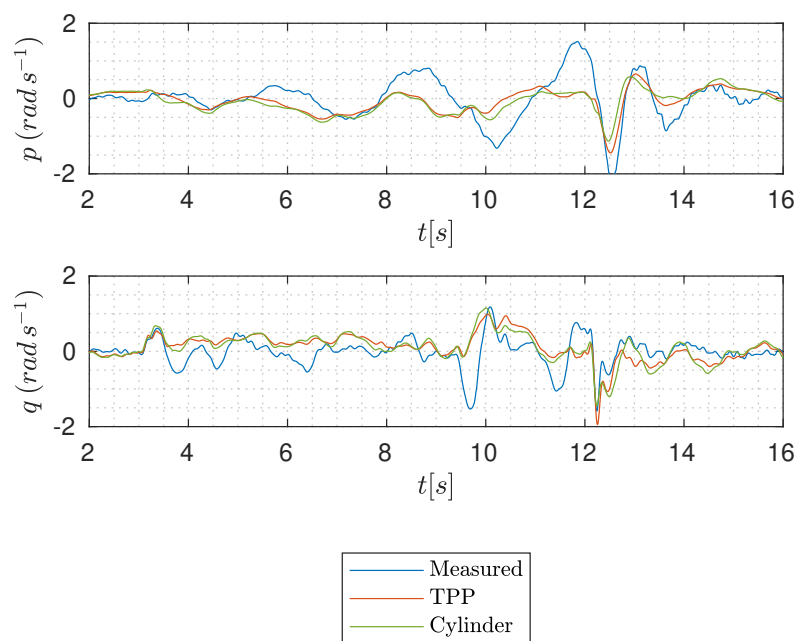 2
0
-2
p (rad s⁻¹)
2 4 6 8 10 12 14 16
t[s]
2
0
-2
q (rad s⁻¹)
2 4 6 8 10 12 14 16
t[s]
Measured
TPP
Cylinder